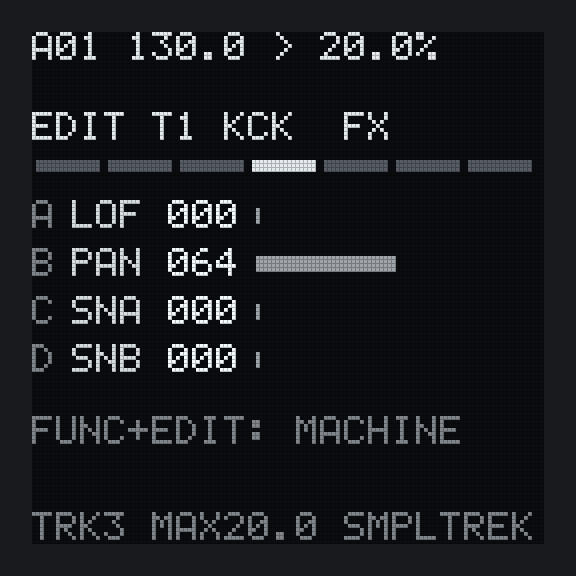 A01 130.0 > 20.0%
EDIT T1 KCK FX
A LOF 000
B PAN 064
C SNA 000
D SNB 000
FUNC+EDIT: MACHINE
TRK3 MAX20.0 SMPLTREK